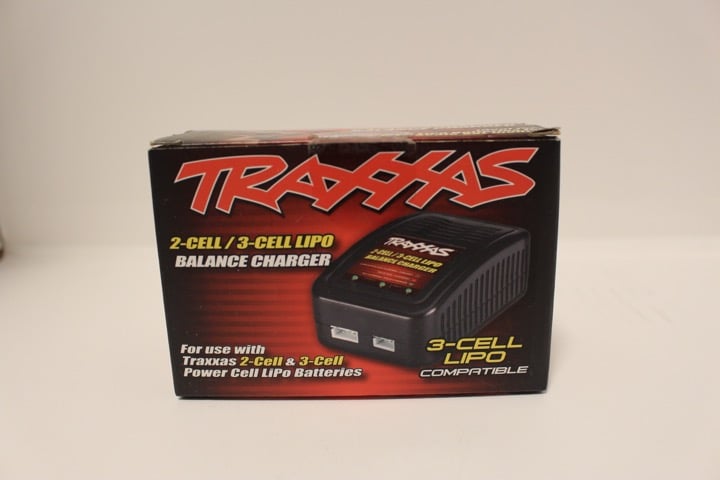 TRAXXAS
2-CELL / 3-CELL LIPO
BALANCE CHARGER
TRAXXAS
2-CELL / 3-CELL LIPO
BALANCE CHARGER
For use with
Traxxas 2-Cell & 3-Cell
Power Cell LiPo Batteries
3-CELL
LIPO
COMPATIBLE